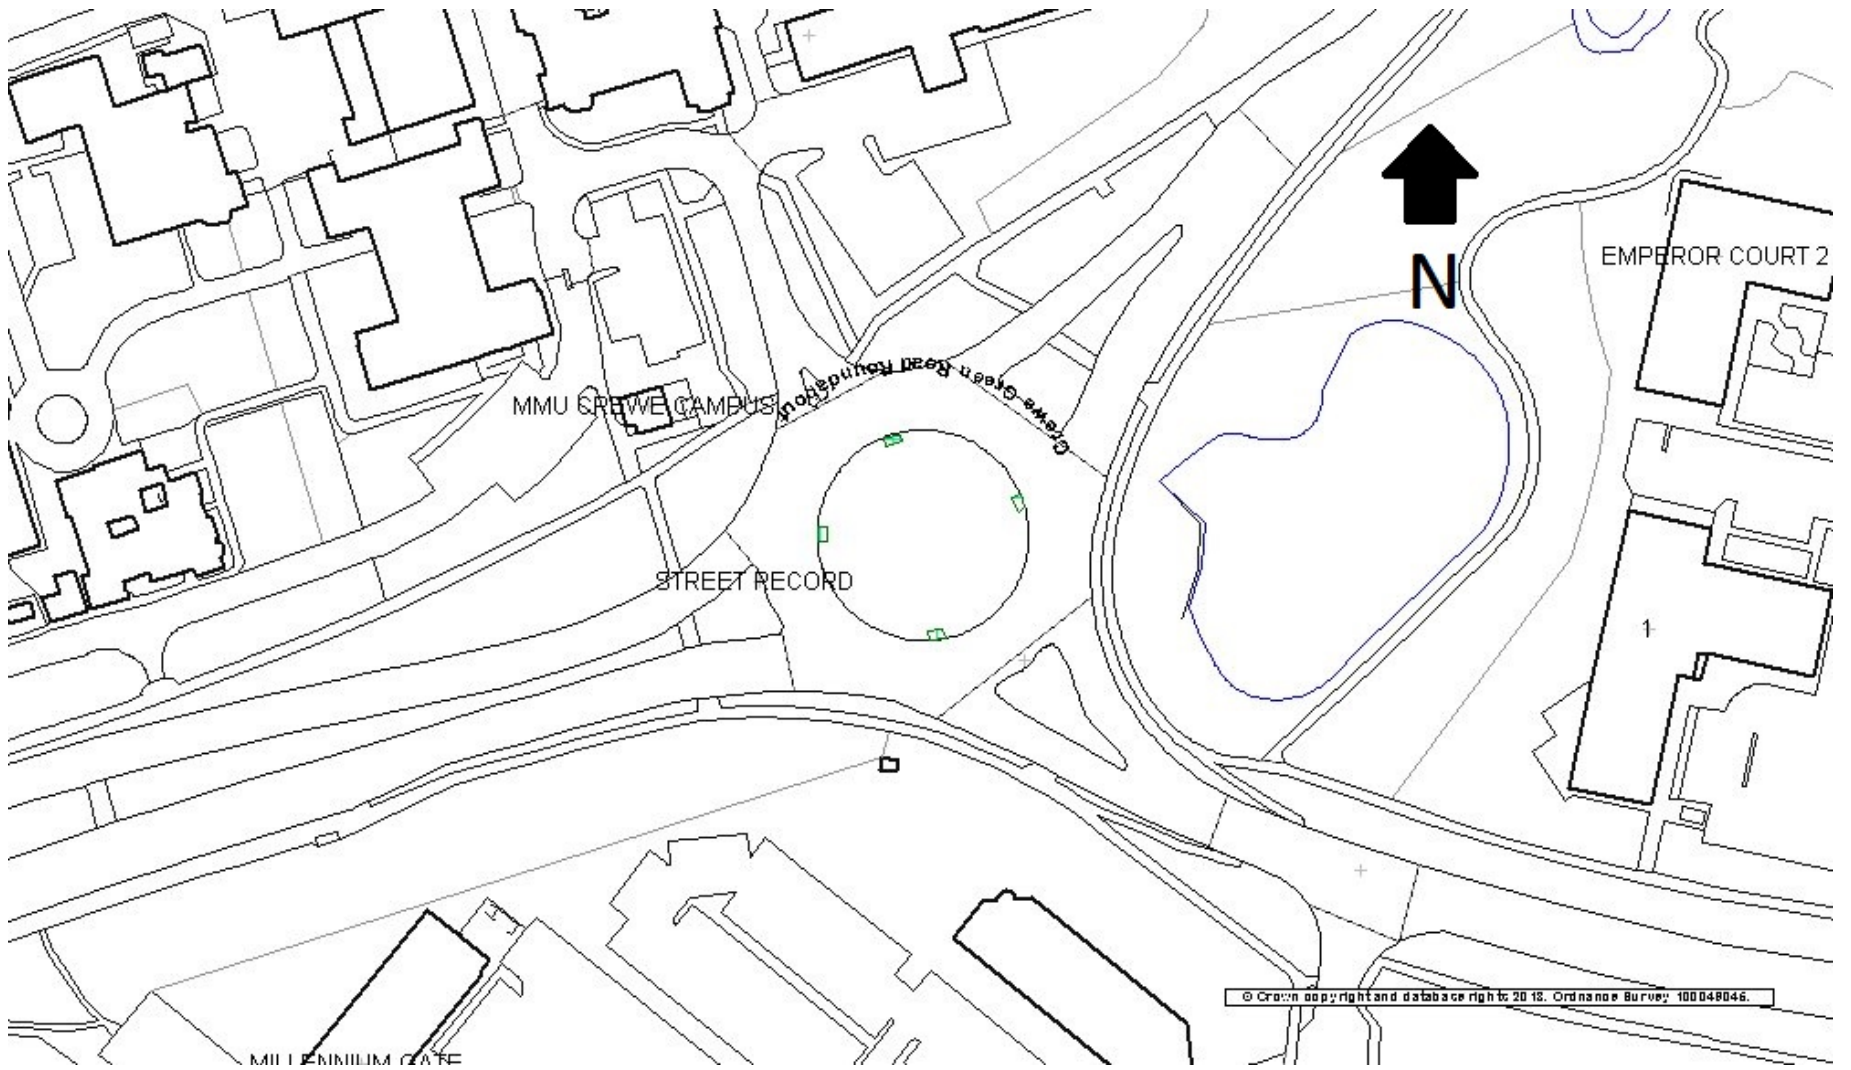 N
EMPEROR COURT 2
Crewe Green Road Roundabout
MMU CREWE CAMPUS
STREET RECORD
1
© Crown copyright and database rights 2018. Ordnance Survey 100049046.
MILLENNIUM GATE